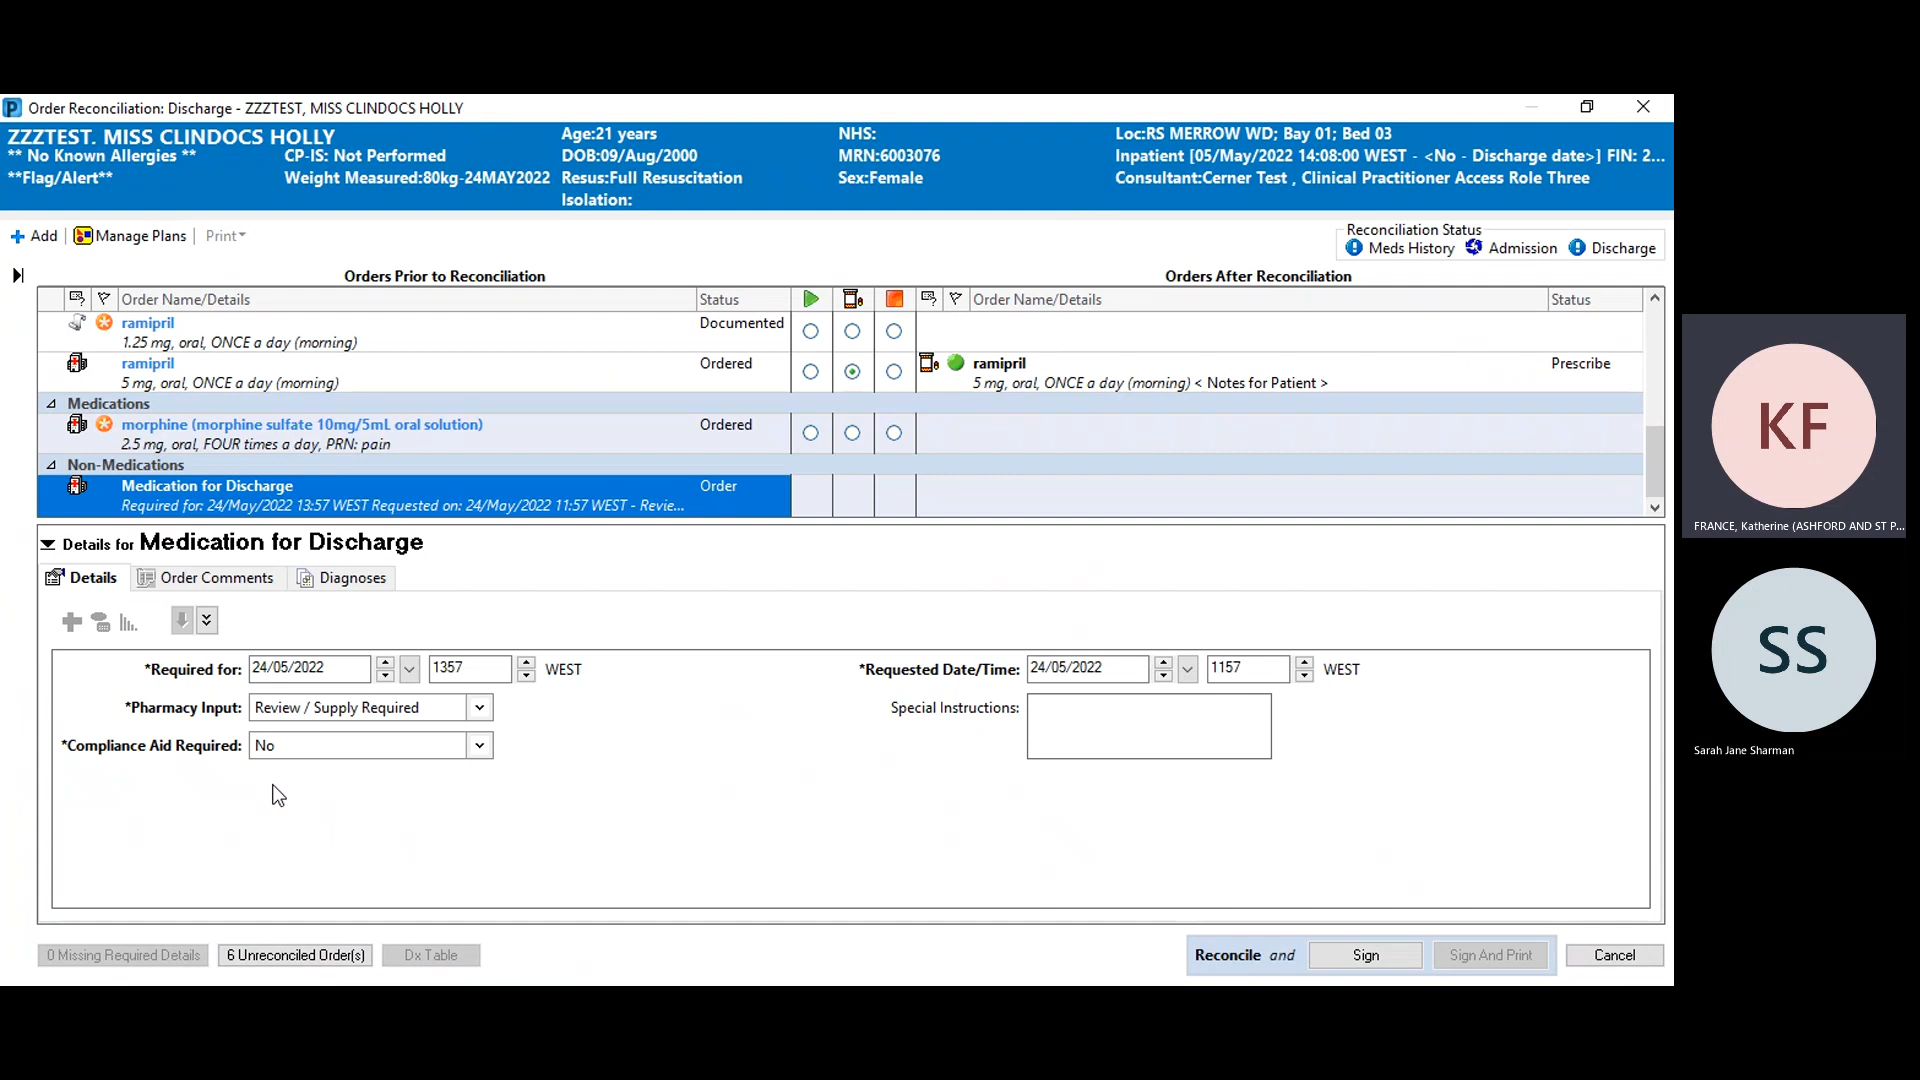 Order Reconciliation: Discharge - ZZZTEST, MISS CLINDOCS HOLLY
ZZZTEST. MISS CLINDOCS HOLLY
Age:21 years
NHS:
Loc:RS MERROW WD; Bay 01; Bed 03
** No Known Allergies **
CP-IS: Not Performed
DOB:09/Aug/2000
MRN:6003076
Inpatient [05/May/2022 14:08:00 WEST - <No - Discharge date>] FIN: 2...
**Flag/Alert**
Weight Measured:80kg-24MAY2022
Resus:Full Resuscitation
Sex:Female
Consultant:Cerner Test , Clinical Practitioner Access Role Three
Isolation:
Add
Manage Plans
Print
Reconciliation Status
Meds History
Admission
Discharge
Orders Prior to Reconciliation
Orders After Reconciliation
Order Name/Details
Status
Order Name/Details
Status
ramipril
Documented
1.25 mg, oral, ONCE a day (morning)
ramipril
Ordered
ramipril
Prescribe
5 mg, oral, ONCE a day (morning)
5 mg, oral, ONCE a day (morning) < Notes for Patient >
Medications
morphine (morphine sulfate 10mg/5mL oral solution)
Ordered
2.5 mg, oral, FOUR times a day, PRN: pain
Non-Medications
Medication for Discharge
Order
Required for: 24/May/2022 13:57 WEST Requested on: 24/May/2022 11:57 WEST - Revie...
Details for Medication for Discharge
Details
Order Comments
Diagnoses
*Required for:
24/05/2022
1357
WEST
*Requested Date/Time:
24/05/2022
1157
WEST
*Pharmacy Input:
Review / Supply Required
Special Instructions:
*Compliance Aid Required:
No
0 Missing Required Details
6 Unreconciled Order(s)
Dx Table
Reconcile and
Sign
Sign And Print
Cancel
KF
FRANCE, Katherine (ASHFORD AND ST P...
SS
Sarah Jane Sharman